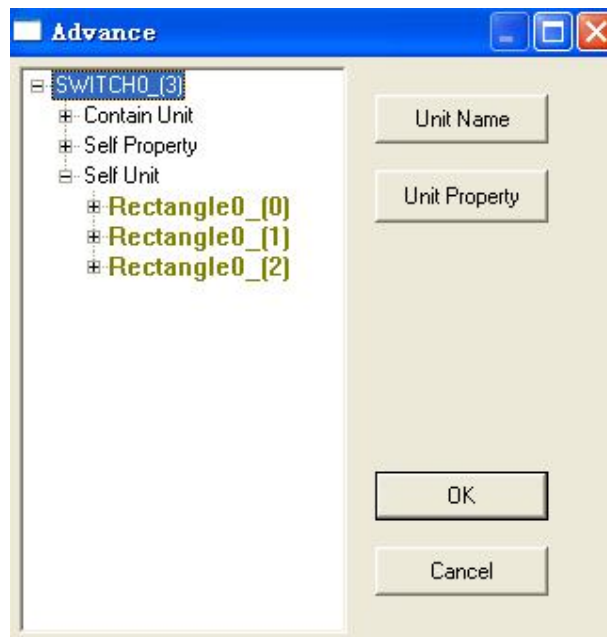 Advance
SWITCH0_(3)
Contain Unit
Self Property
Self Unit
Rectangle0_(0)
Rectangle0_(1)
Rectangle0_(2)
Unit Name
Unit Property
OK
Cancel